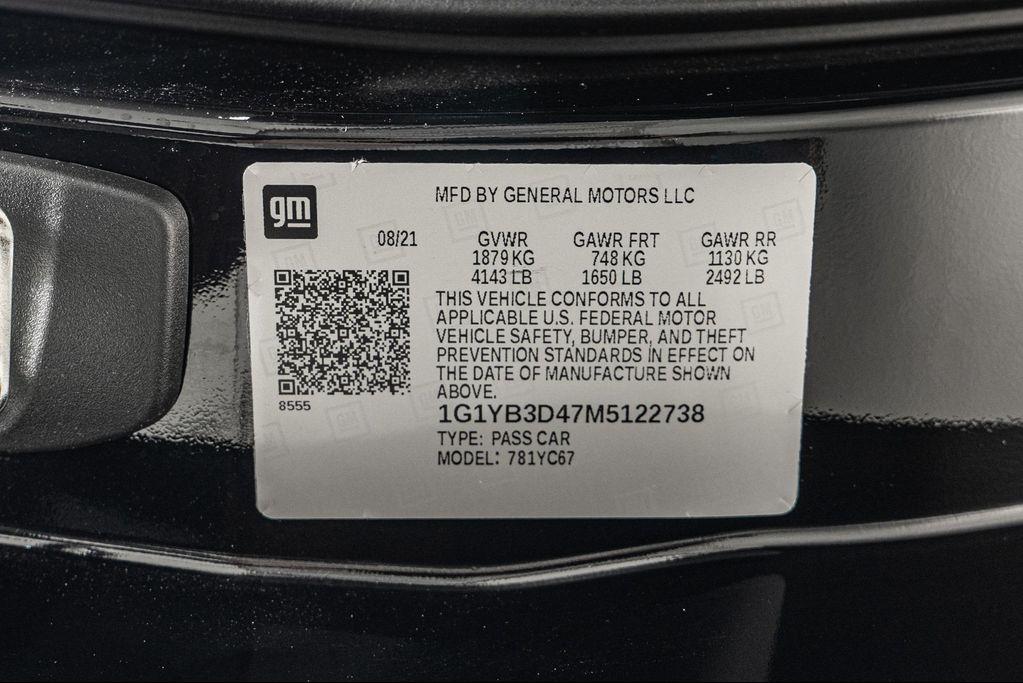 gm
MFD BY GENERAL MOTORS LLC
08/21 GVWR GAWR FRT GAWR RR
1879 KG 748 KG 1130 KG
4143 LB 1650 LB 2492 LB
THIS VEHICLE CONFORMS TO ALL
APPLICABLE U.S. FEDERAL MOTOR
VEHICLE SAFETY, BUMPER, AND THEFT
PREVENTION STANDARDS IN EFFECT ON
THE DATE OF MANUFACTURE SHOWN
ABOVE.
8555
1G1YB3D47M5122738
TYPE: PASS CAR
MODEL: 781YC67